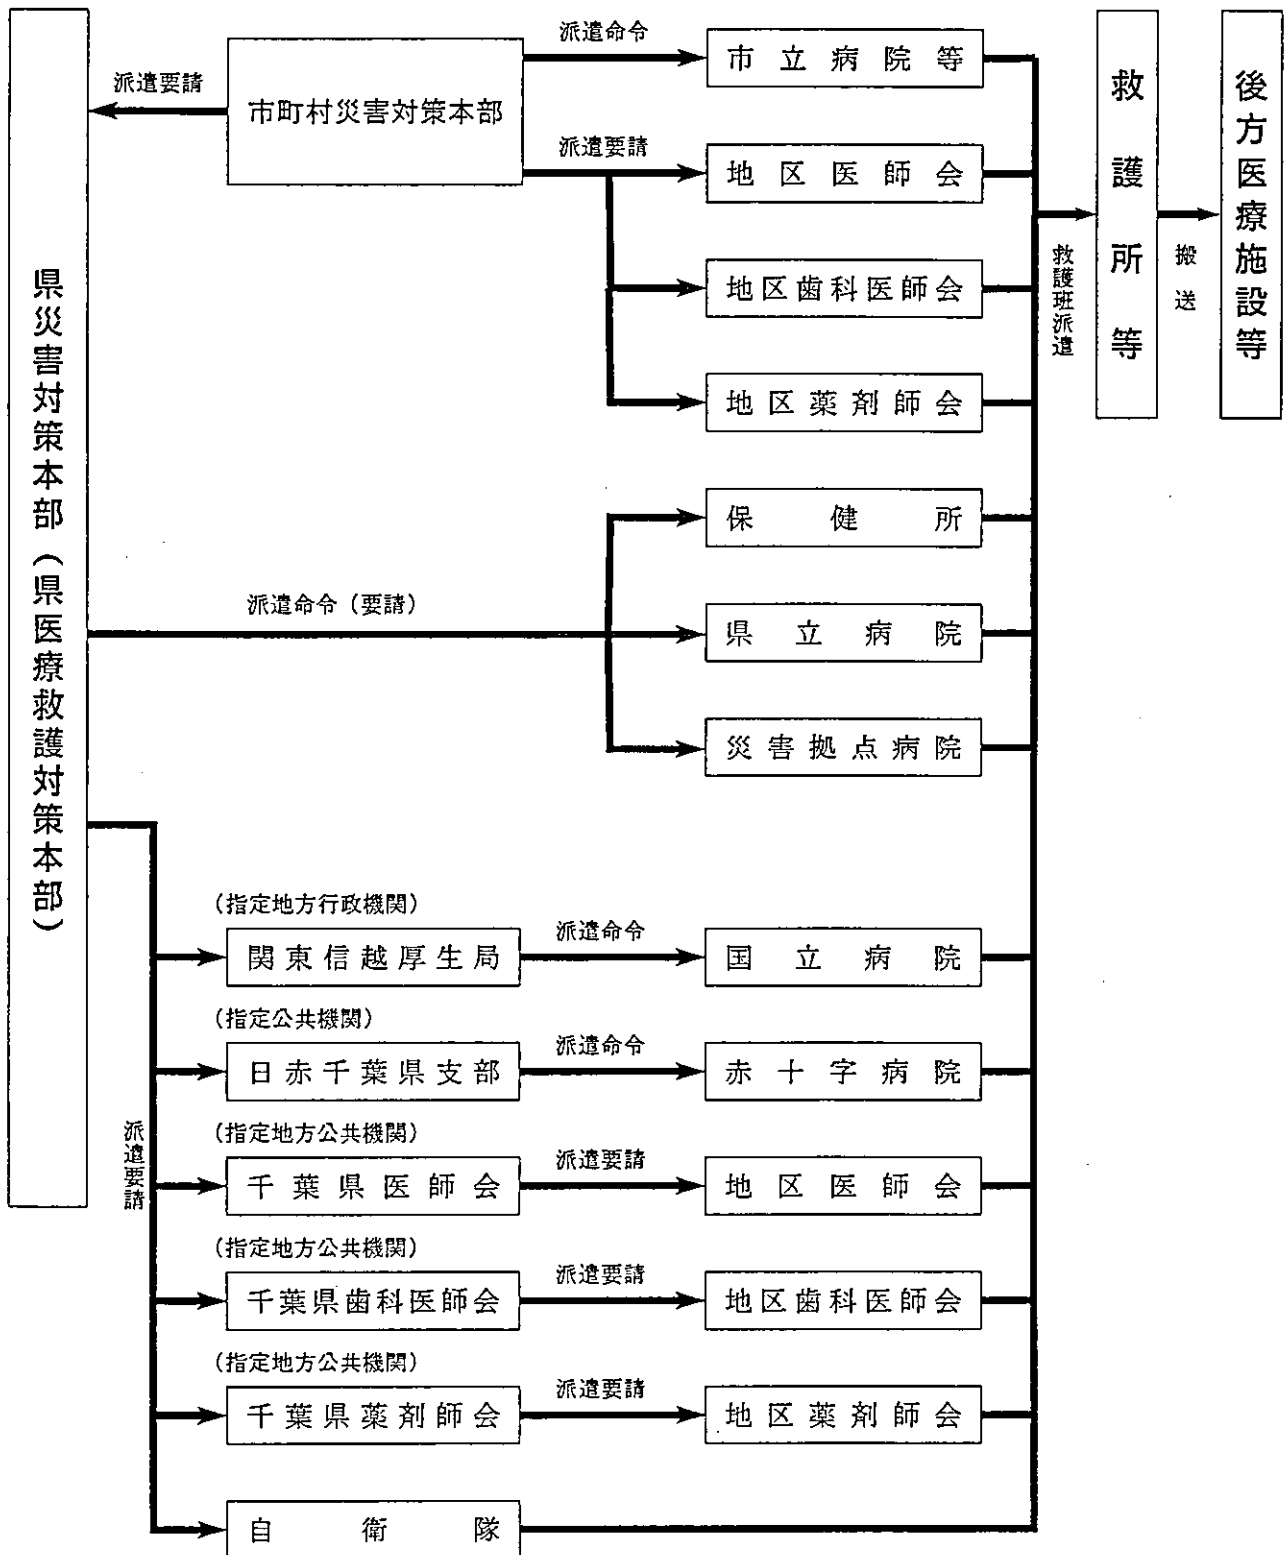 県災害対策本部（県医療救護対策本部）
派遣要請
市町村災害対策本部
派遣命令
市立病院等
派遣要請
地区医師会
地区歯科医師会
地区薬剤師会
派遣命令（要請）
保健所
県立病院
災害拠点病院
派遣要請
(指定地方行政機関)
関東信越厚生局
派遣命令
国立病院
(指定公共機関)
日赤千葉県支部
派遣命令
赤十字病院
(指定地方公共機関)
千葉県医師会
派遣要請
地区医師会
(指定地方公共機関)
千葉県歯科医師会
派遣要請
地区歯科医師会
(指定地方公共機関)
千葉県薬剤師会
派遣要請
地区薬剤師会
自衛隊
救護班派遣
救護所等
搬送
後方医療施設等